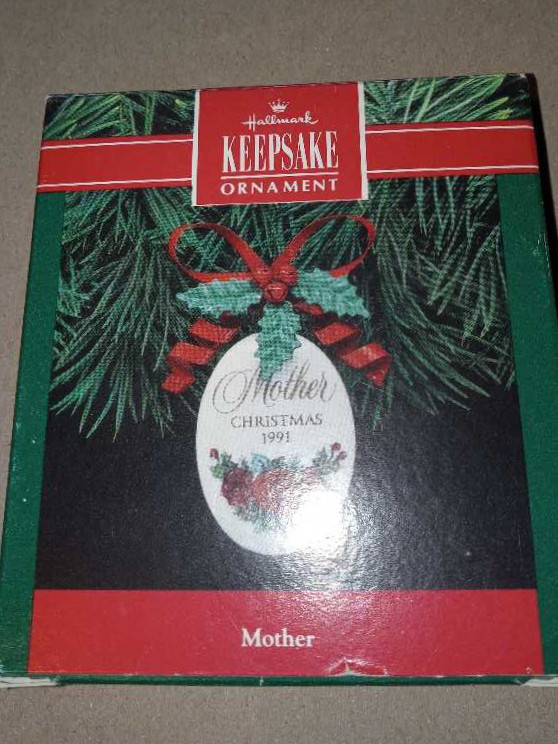 Hallmark
KEEPSAKE
ORNAMENT
Mother
CHRISTMAS
1991
Mother